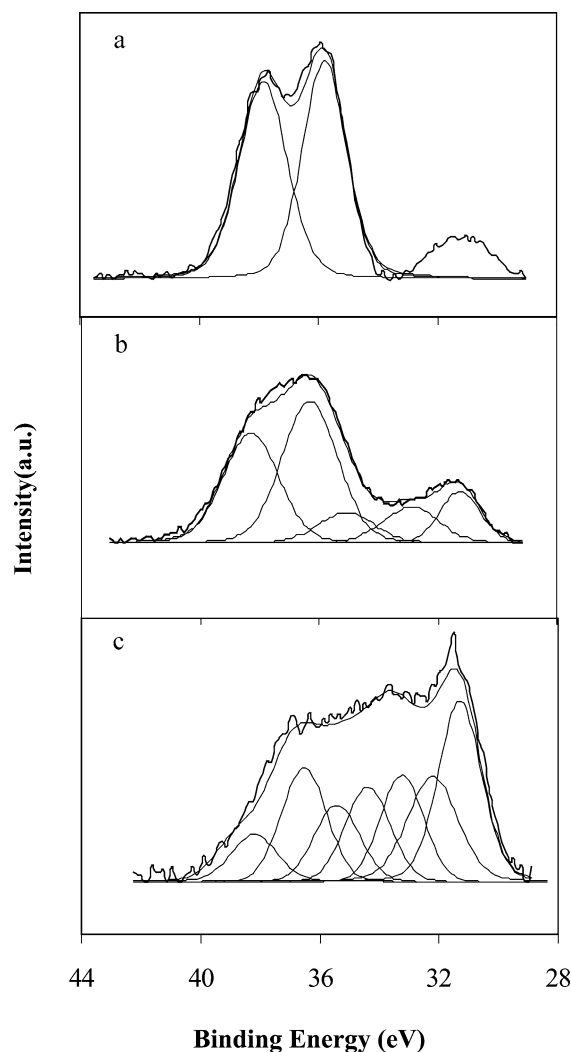 a
b
c
Intensity(a.u.)
44 40 36 32 28
Binding Energy (eV)